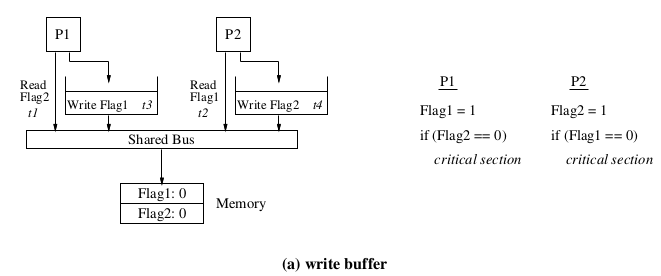 P1
P2
Read
Flag2
t1
Write Flag1 t3
Read
Flag1
t2
Write Flag2 t4
Shared Bus
Flag1: 0
Flag2: 0
Memory
P1
Flag1 = 1
if (Flag2 == 0)
critical section
P2
Flag2 = 1
if (Flag1 == 0)
critical section
(a) write buffer